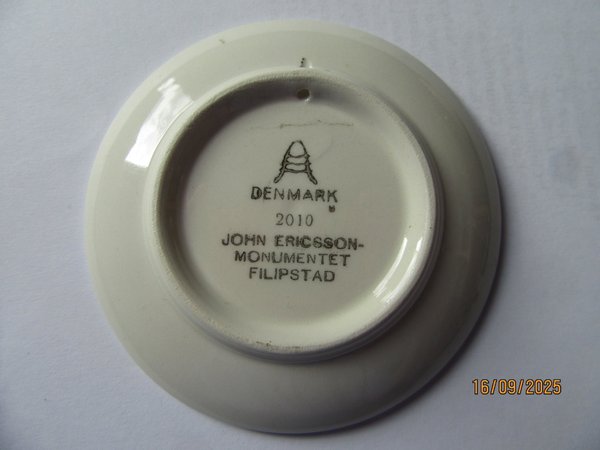 DENMARK
2010
JOHN ERICSSON-
MONUMENTET
FILIPSTAD
16/09/2025